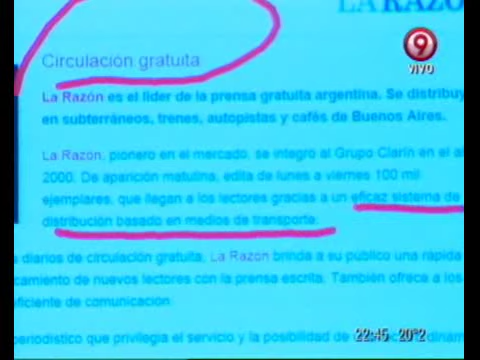 LA RAZÓ
9
VIVO
Circulación gratuita
La Razón es el líder de la prensa gratuita argentina. Se distribuy
en subterráneos, trenes, autopistas y cafés de Buenos Aires.
La Razón, pionero en el mercado, se integró al Grupo Clarín en el a
2000. De aparición matutina, edita de lunes a viernes 100 mil
ejemplares, que llegan a los lectores gracias a un eficaz sistema de
distribución basado en medios de transporte.
s diarios de circulación gratuita, La Razón brinda a su público una rápida
camiento de nuevos lectores con la prensa escrita. También ofrece a los
eficiente de comunicación.
periodístico que privilegia el servicio y la posibilidad de
dinam
22:45 20°2